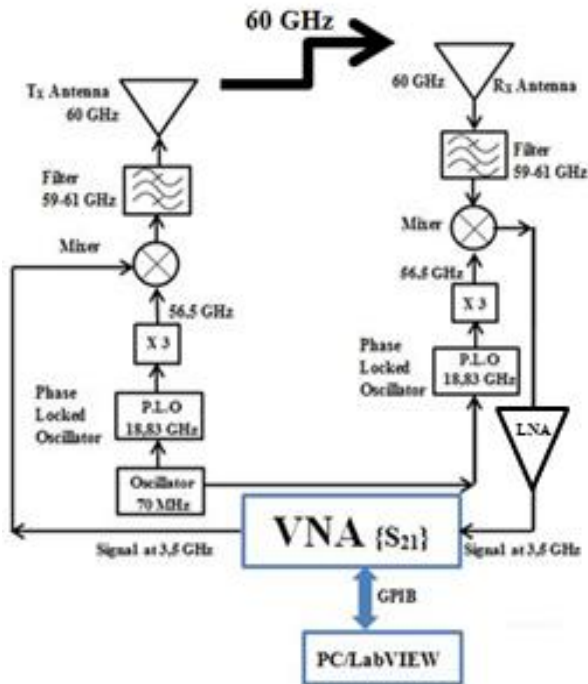 60 GHz
Tx Antenna
60 GHz
60 GHz
Rx Antenna
Filter
59-61 GHz
Filter
59-61 GHz
Mixer
Mixer
56,5 GHz
56,5 GHz
X 3
X 3
Phase
Locked
Oscillator
P.L.O
18,83 GHz
Phase
Locked
Oscillator
P.L.O
18,83 GHz
LNA
Oscillator
70 MHz
VNA {S21}
Signal at 3,5 GHz
Signal at 3,5 GHz
GPIB
PC/LabVIEW